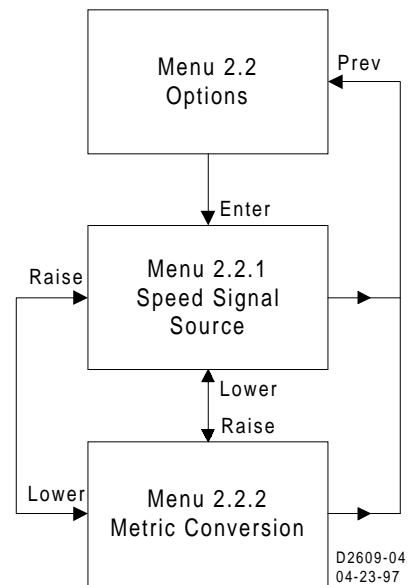 Menu 2.2
Options
Prev
Enter
Menu 2.2.1
Speed Signal
Source
Raise
Lower
Raise
Lower
Menu 2.2.2
Metric Conversion
D2609-04
04-23-97